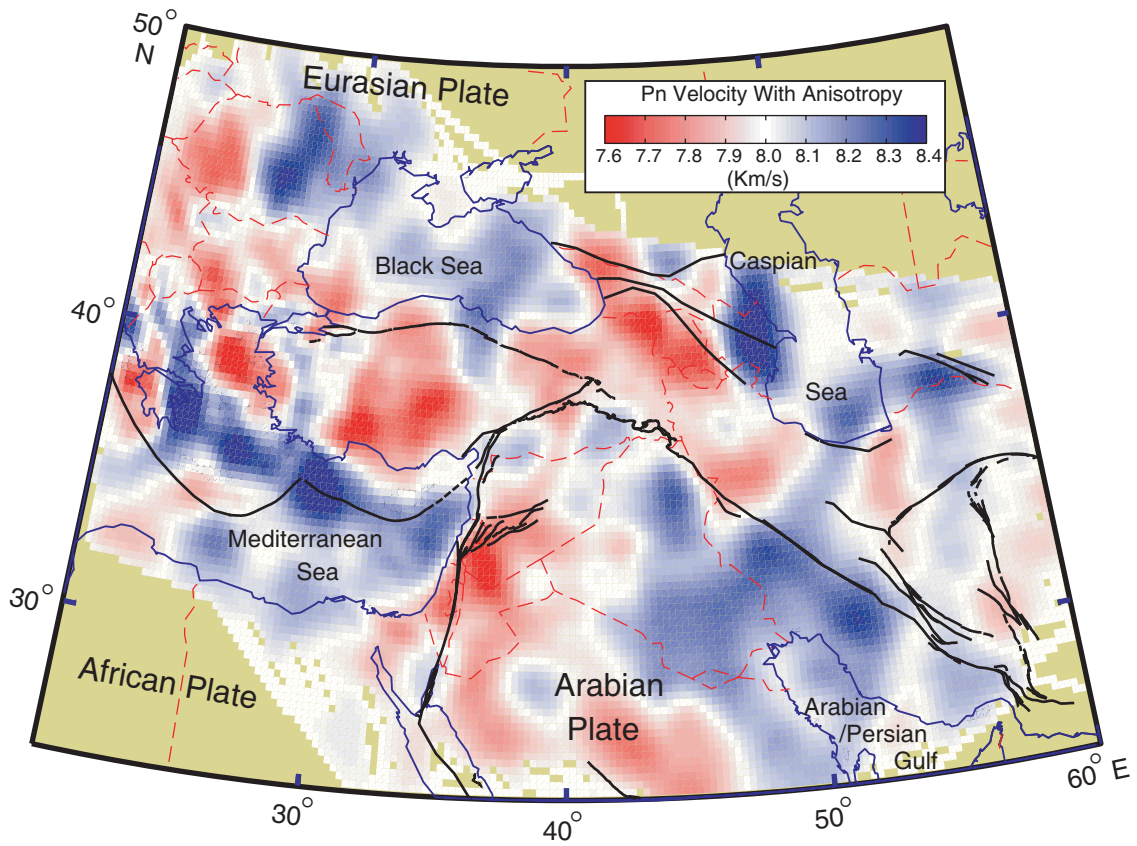 50°
N
Eurasian Plate
Pn Velocity With Anisotropy
7.6 7.7 7.8 7.9 8.0 8.1 8.2 8.3 8.4
(Km/s)
Black Sea
Caspian
Sea
40°
Mediterranean
Sea
30°
African Plate
Arabian
Plate
Arabian
/Persian
Gulf
30°
40°
50°
60° E